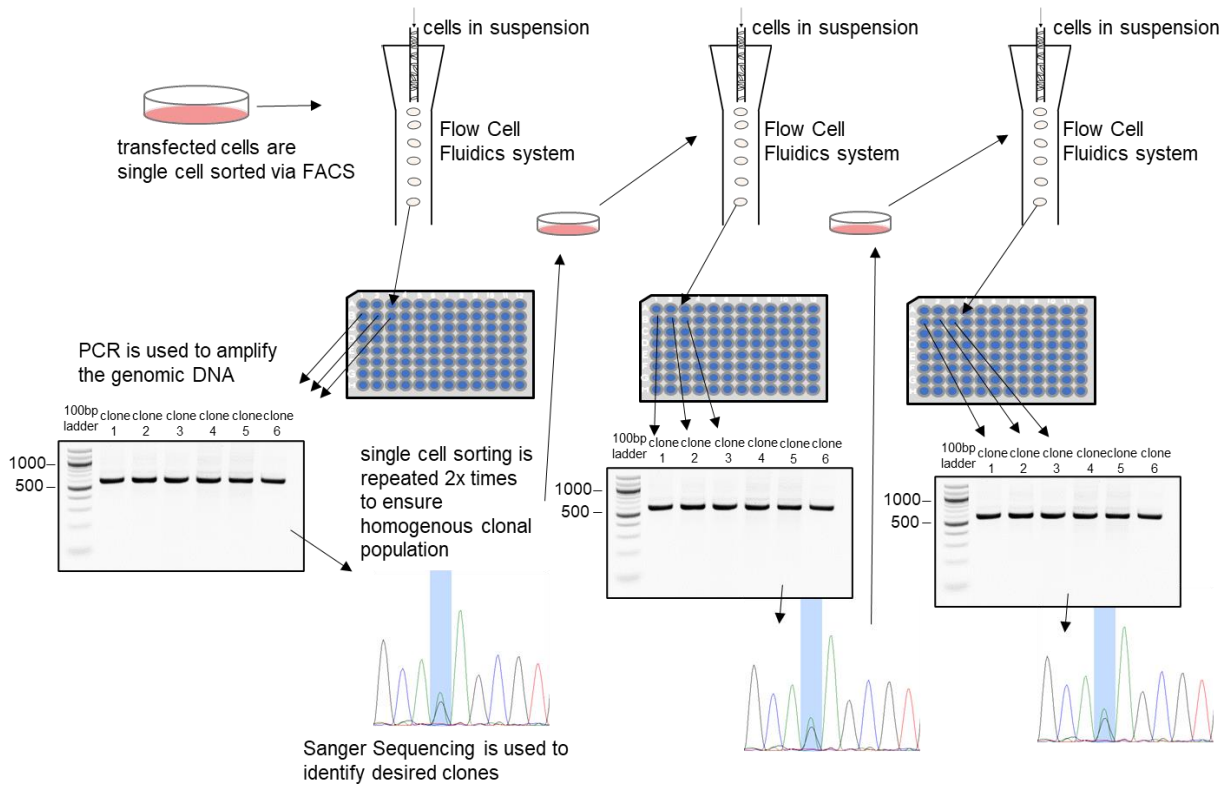 cells in suspension
cells in suspension
cells in suspension
transfected cells are
single cell sorted via FACS
Flow Cell
Fluidics system
Flow Cell
Fluidics system
Flow Cell
Fluidics system
PCR is used to amplify
the genomic DNA
100bp clone clone clone clone clone clone
ladder 1 2 3 4 5 6
1000
500
single cell sorting is
repeated 2x times
to ensure
homogenous clonal
population
100bp clone clone clone clone clone clone
ladder 1 2 3 4 5 6
1000
500
100bp clone clone clone clone clone clone
ladder 1 2 3 4 5 6
1000
500
Sanger Sequencing is used to
identify desired clones